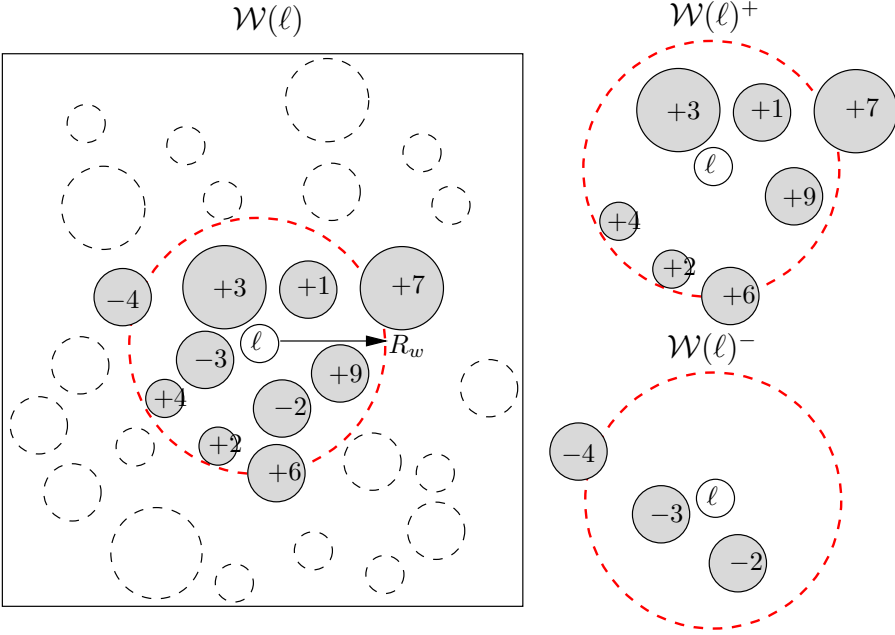 𝒲(ℓ)
+3
+1
+7
−4
ℓ
R_w
−3
+9
+4
−2
+2
+6
𝒲(ℓ)⁺
+3
+1
+7
ℓ
+9
+4
+2
+6
𝒲(ℓ)⁻
−4
ℓ
−3
−2